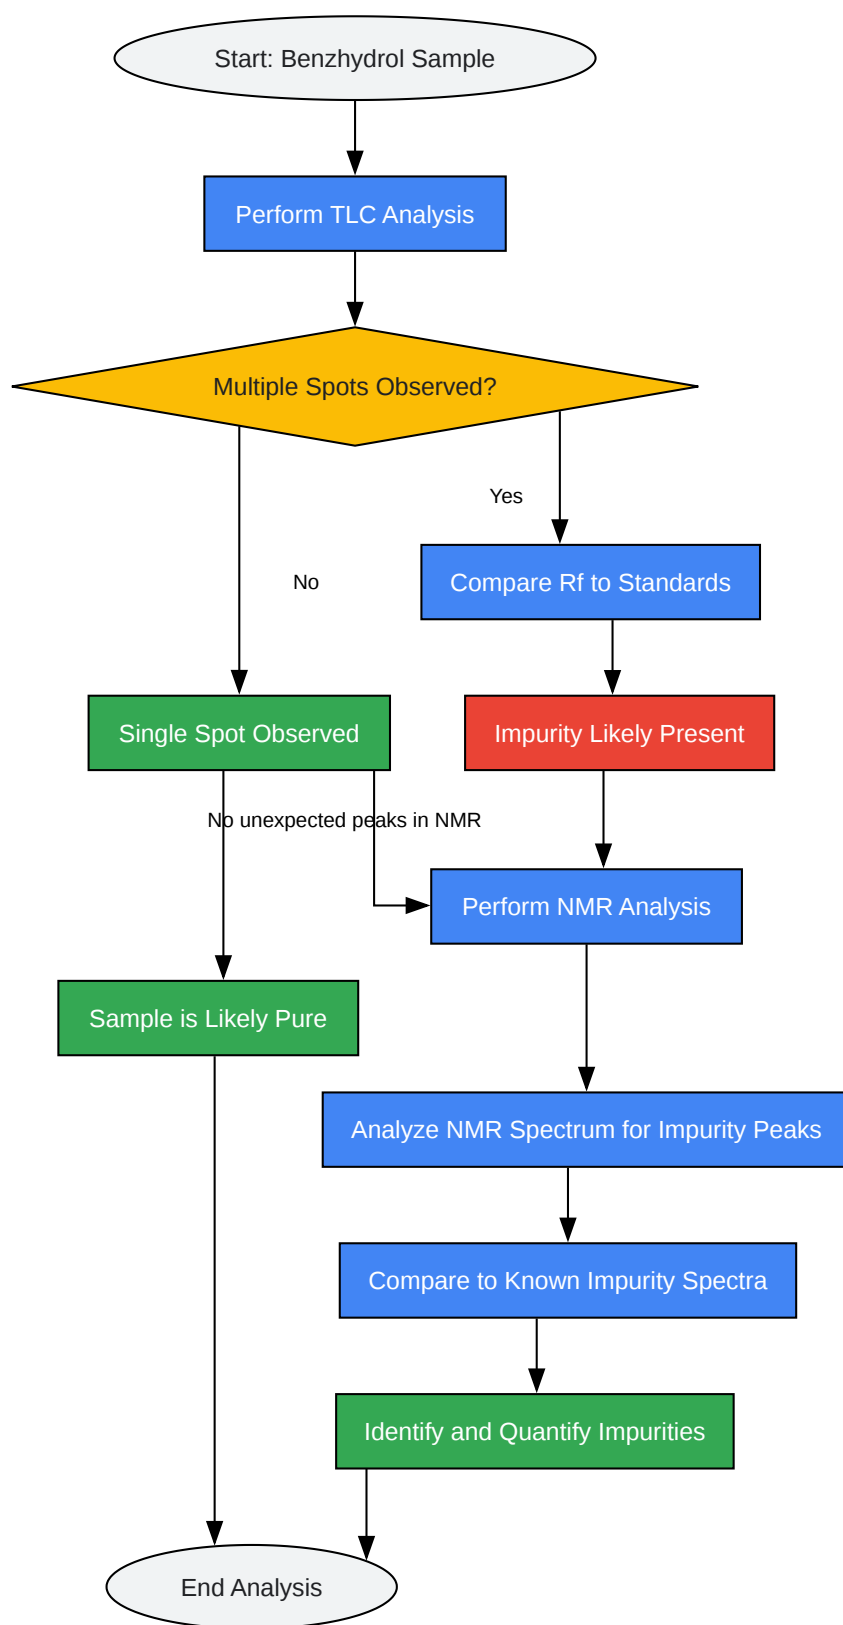 Start: Benzhydrol Sample
Perform TLC Analysis
Multiple Spots Observed?
Yes
No
Compare Rf to Standards
Single Spot Observed
Impurity Likely Present
No unexpected peaks in NMR
Perform NMR Analysis
Sample is Likely Pure
Analyze NMR Spectrum for Impurity Peaks
Compare to Known Impurity Spectra
Identify and Quantify Impurities
End Analysis